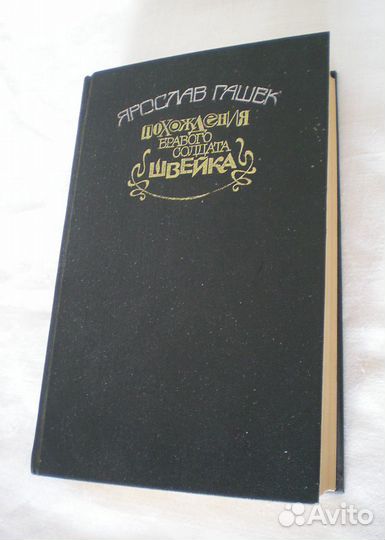 ЯРОСЛАВ ГАШЕК
ПОХОЖДЕНИЯ
БРАВОГО
СОЛДАТА
ШВЕЙКА
Avito